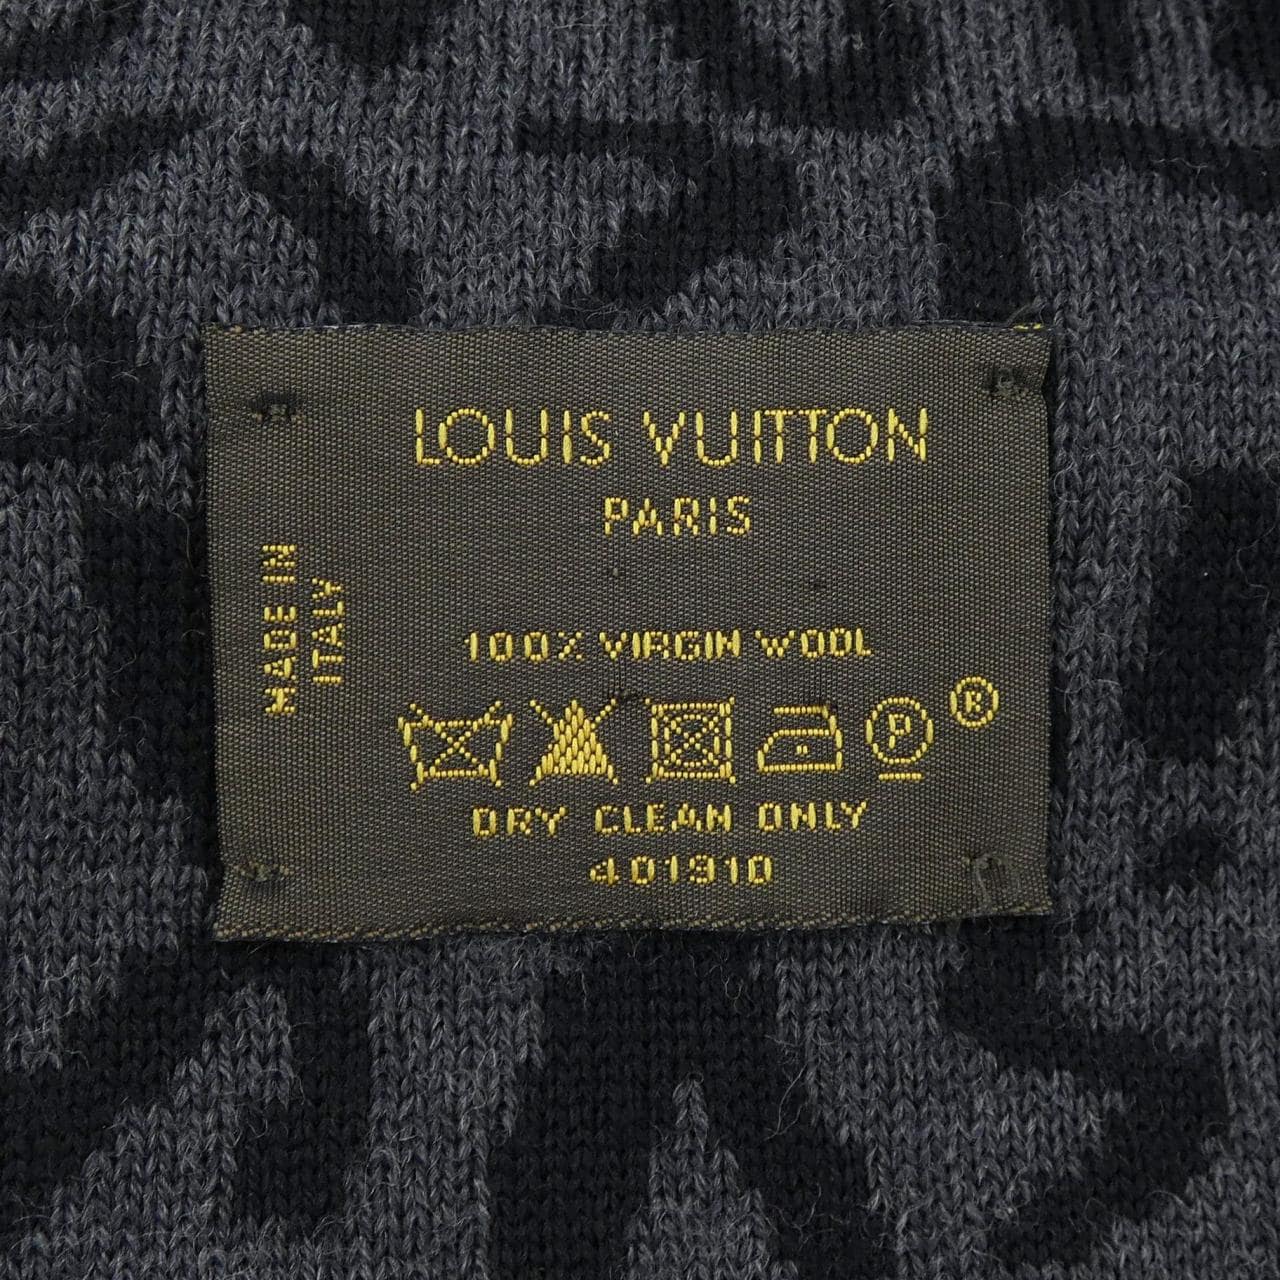 LOUIS VUITTON
PARIS
MADE IN
ITALY
100% VIRGIN WOOL
P
®
DRY CLEAN ONLY
401910